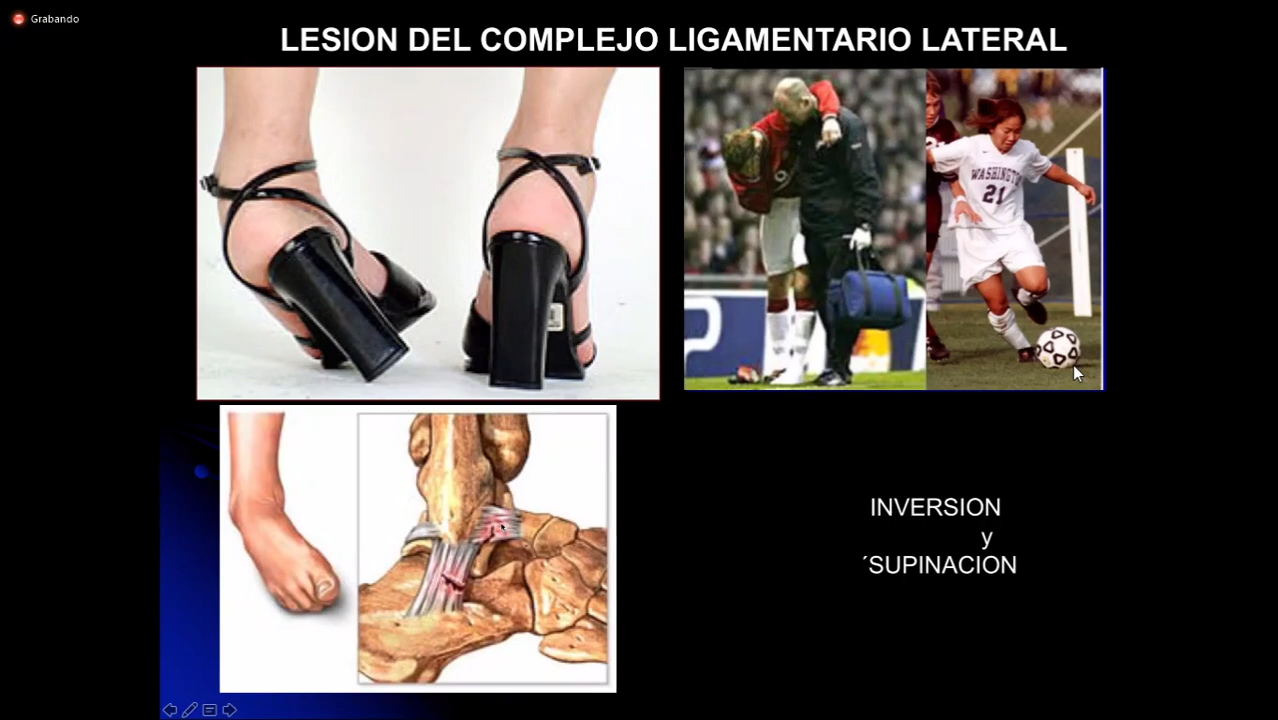 Grabando
LESION DEL COMPLEJO LIGAMENTARIO LATERAL
WASHINGTON
21
INVERSION
y
´SUPINACION